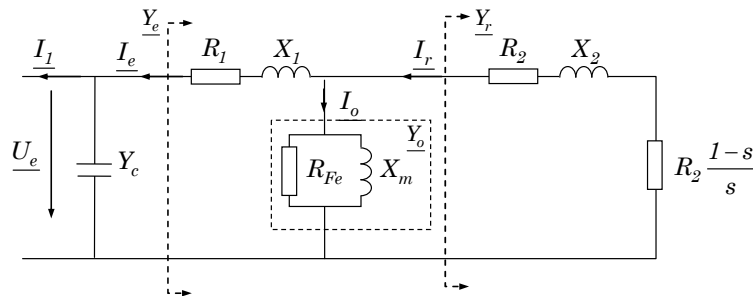 Y_e
Y_r
I_1
I_e
R_1
X_1
I_r
R_2
X_2
I_o
Y_o
U_e
Y_c
R_Fe
X_m
R_2 1-s/s